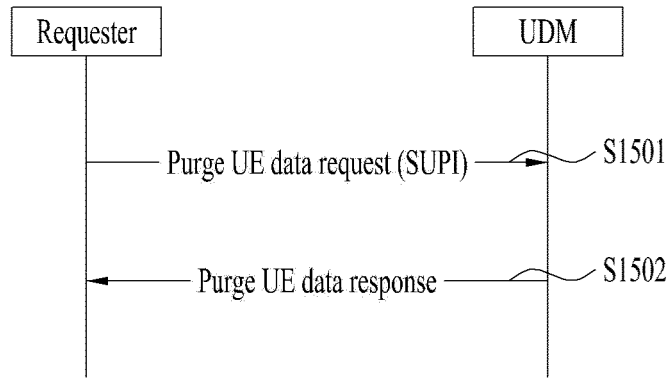 Requester
UDM
Purge UE data request (SUPI)
S1501
Purge UE data response
S1502